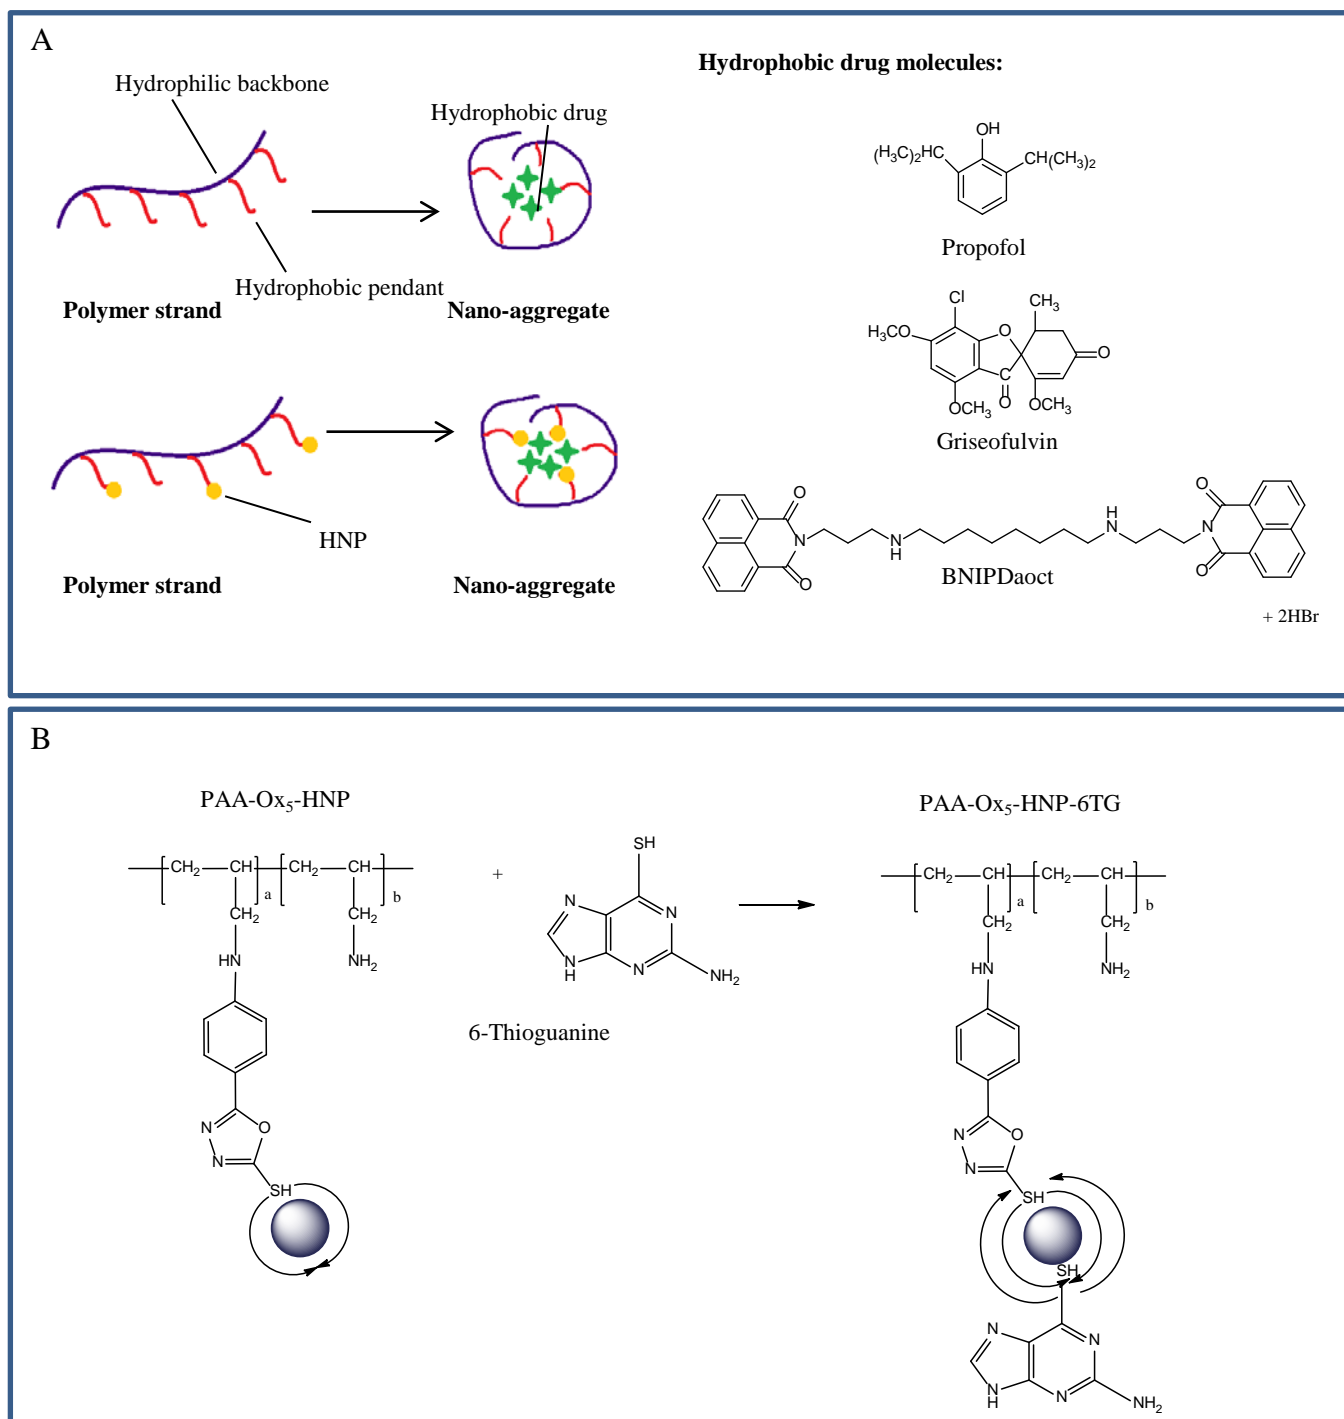 A
Hydrophilic backbone
Hydrophobic drug
Hydrophobic pendant
Polymer strand
Nano-aggregate
HNP
Polymer strand
Nano-aggregate
Hydrophobic drug molecules:
OH
(H₃C)₂HC
CH(CH₃)₂
Propofol
Cl
CH₃
H₃CO
O
O
C
O
OCH₃
OCH₃
Griseofulvin
O
O
H
H
N
N
N
N
H
O
O
BNIPDaoct
+ 2HBr
B
PAA-Ox₅-HNP
CH₂
CH
a
CH₂
CH
b
CH₂
CH₂
HN
NH₂
N
O
N
SH
+
SH
N
N
N
H
N
NH₂
6-Thioguanine
PAA-Ox₅-HNP-6TG
CH₂
CH
a
CH₂
CH
b
CH₂
CH₂
HN
NH₂
N
O
N
SH
SH
N
N
N
H
N
NH₂